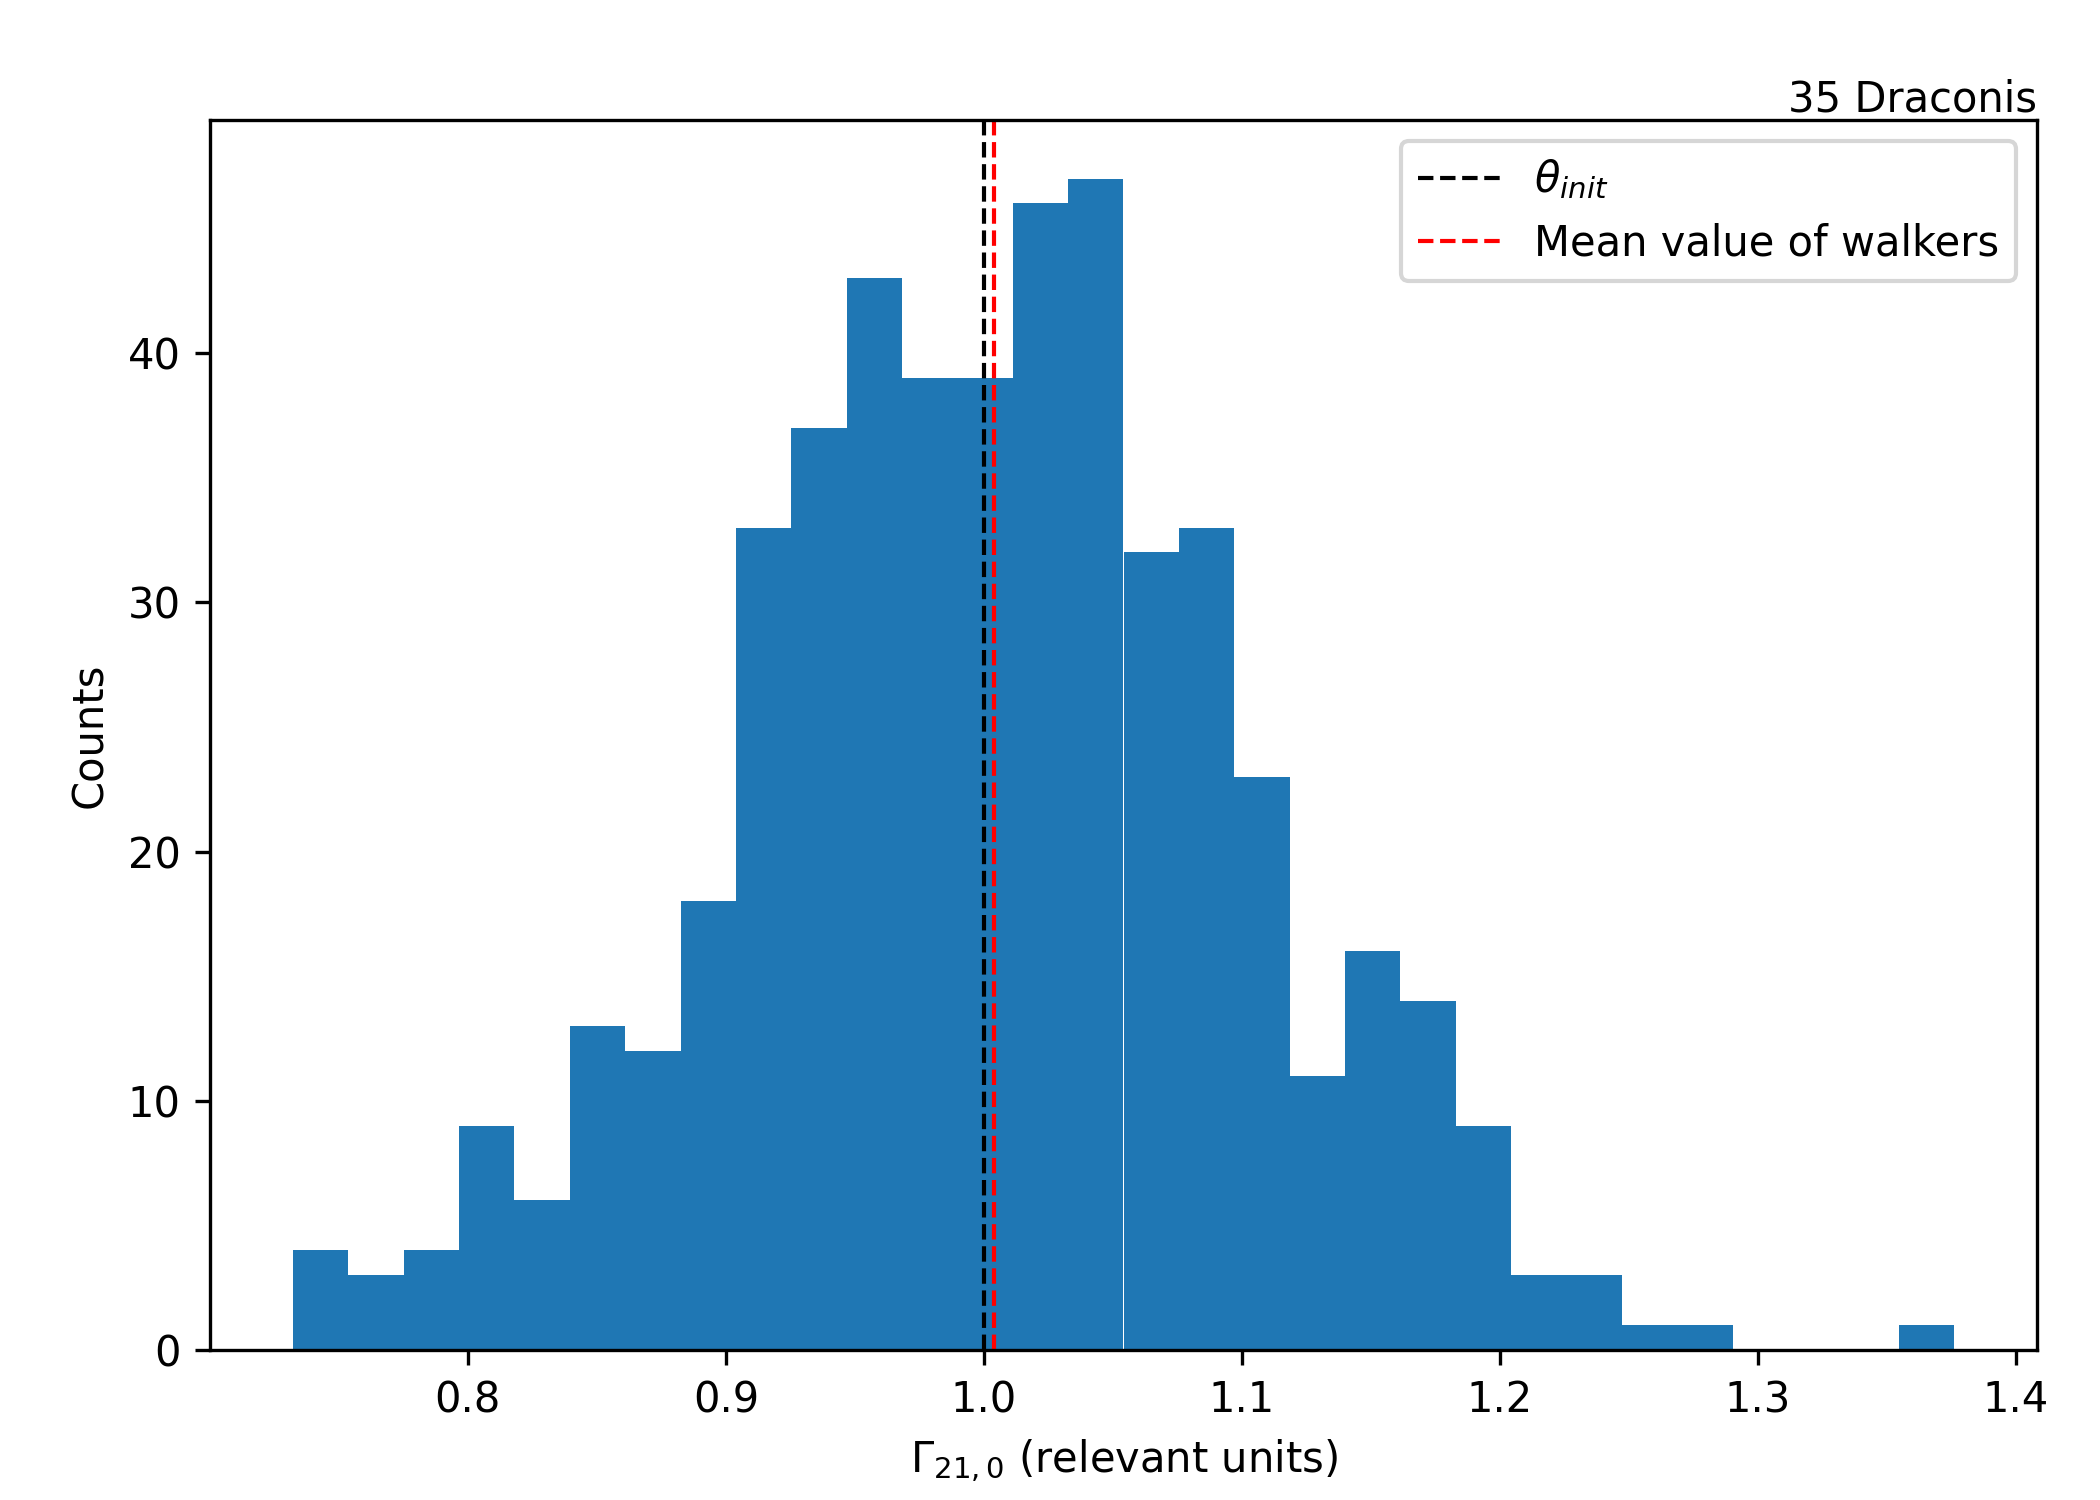 35 Draconis
θinit
Mean value of walkers
40
30
20
10
0
Counts
0.8 0.9 1.0 1.1 1.2 1.3 1.4
Γ21, 0 (relevant units)